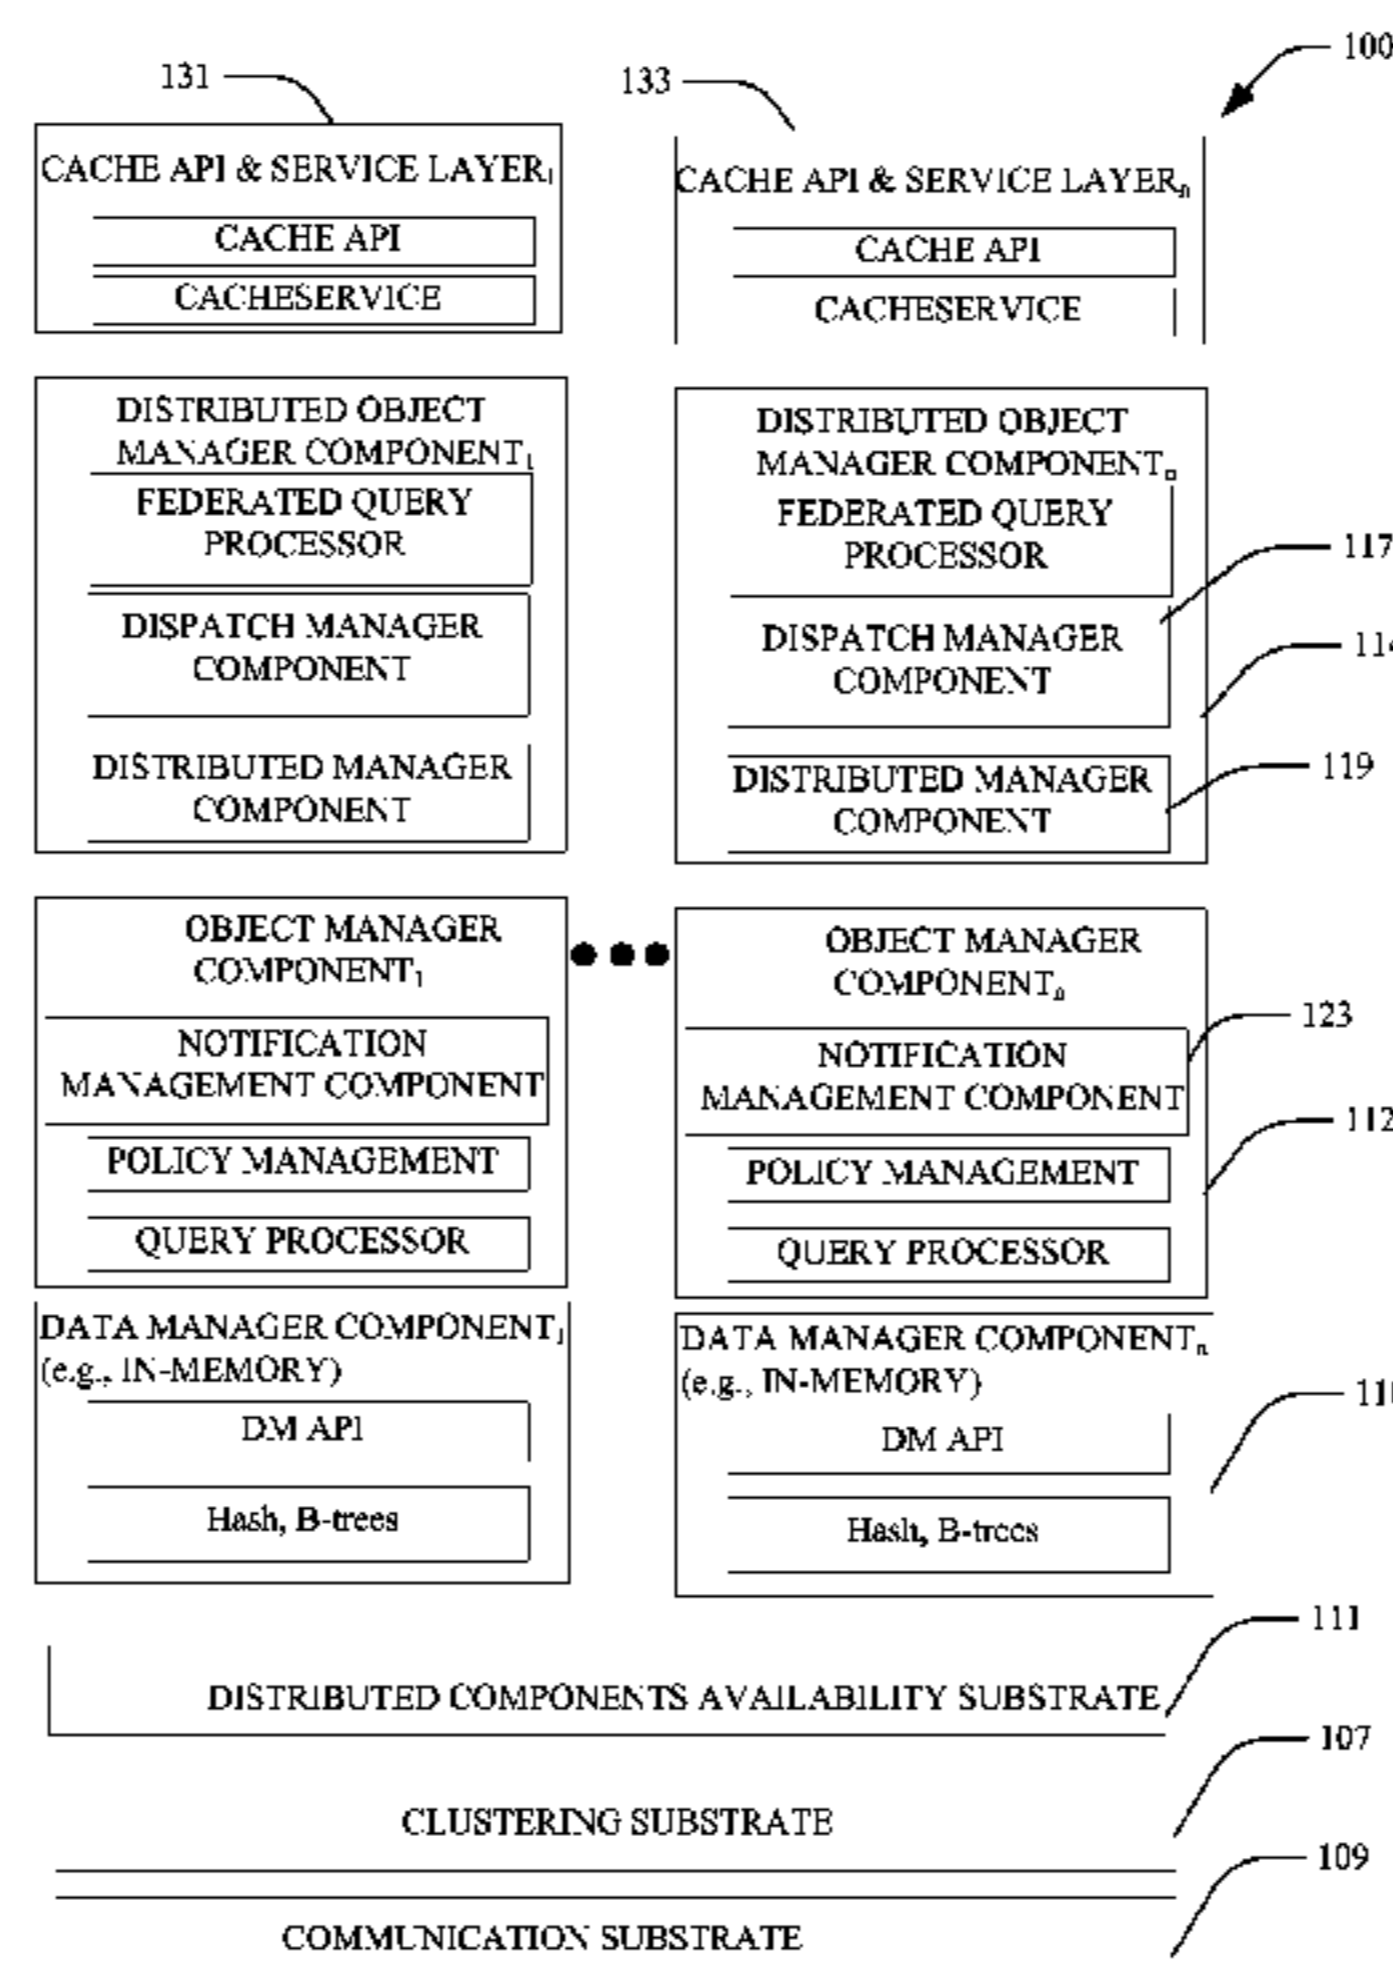 100
131
133
CACHE API & SERVICE LAYER1
CACHE API
CACHESERVICE
DISTRIBUTED OBJECT
MANAGER COMPONENT1
FEDERATED QUERY
PROCESSOR
DISPATCH MANAGER
COMPONENT
DISTRIBUTED MANAGER
COMPONENT
OBJECT MANAGER
COMPONENT1
NOTIFICATION
MANAGEMENT COMPONENT
POLICY MANAGEMENT
QUERY PROCESSOR
DATA MANAGER COMPONENT1
(e.g., IN-MEMORY)
DM API
Hash, B-trees
CACHE API & SERVICE LAYERn
CACHE API
CACHESERVICE
DISTRIBUTED OBJECT
MANAGER COMPONENTn
FEDERATED QUERY
PROCESSOR
117
DISPATCH MANAGER
COMPONENT
114
DISTRIBUTED MANAGER
COMPONENT
119
OBJECT MANAGER
COMPONENTn
123
NOTIFICATION
MANAGEMENT COMPONENT
112
POLICY MANAGEMENT
QUERY PROCESSOR
DATA MANAGER COMPONENTn
(e.g., IN-MEMORY)
110
DM API
Hash, B-trees
111
DISTRIBUTED COMPONENTS AVAILABILITY SUBSTRATE
107
CLUSTERING SUBSTRATE
109
COMMUNICATION SUBSTRATE